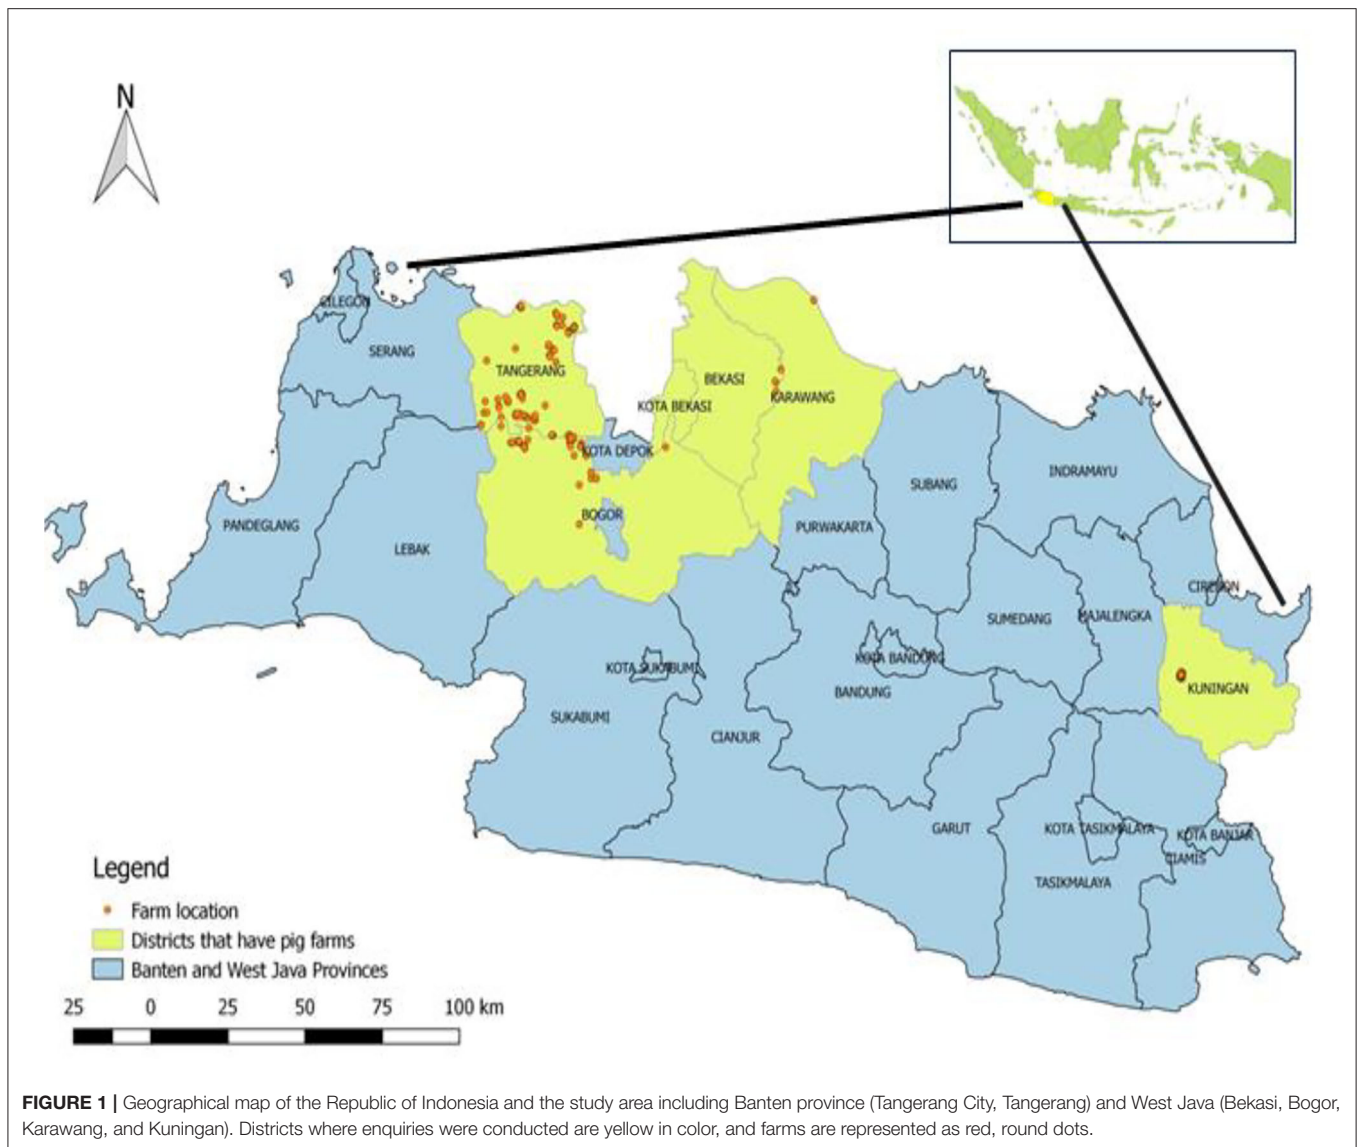 N
CILEGON
SERANG
TANGERANG
BEKASI
KOTA BEKASI
KARAWANG
KOTA DEPOK
INDRAMAYU
SUBANG
BOGOR
PANDEGLANG
PURWAKARTA
LEBAK
CIREBON
SUMEDANG
MAJALENGKA
KOTA BANDUNG
KOTA SUKABUMI
KUNINGAN
BANDUNG
SUKABUMI
CIANJUR
GARUT
KOTA TASIKMALAYA
KOTA BANJAR
CIAMIS
TASIKMALAYA
Legend
Farm location
Districts that have pig farms
Banten and West Java Provinces
25 0 25 50 75 100 km
FIGURE 1 | Geographical map of the Republic of Indonesia and the study area including Banten province (Tangerang City, Tangerang) and West Java (Bekasi, Bogor,
Karawang, and Kuningan). Districts where enquiries were conducted are yellow in color, and farms are represented as red, round dots.